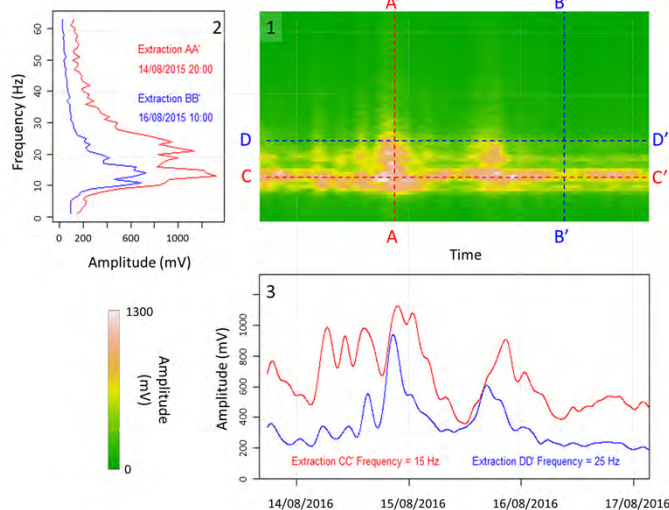 2
Extraction AA'
14/08/2015 20:00
Extraction BB'
16/08/2015 10:00
Frequency (Hz)
0 10 20 30 40 50 60
0 200 600 1000
Amplitude (mV)
A'
B'
1
D
D'
C
C'
A
B'
Time
1300
0
Amplitude
(mV)
3
Amplitude (mV)
0 200 400 600 800 1000
Extraction CC' Frequency = 15 Hz
Extraction DD' Frequency = 25 Hz
14/08/2016 15/08/2016 16/08/2016 17/08/2016